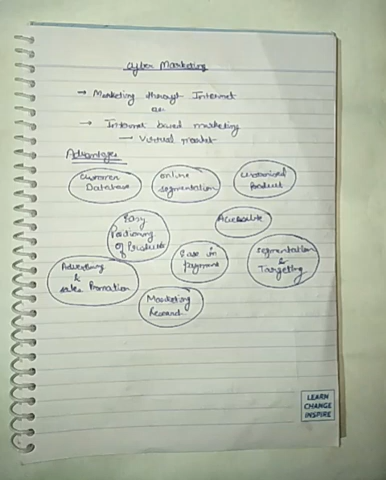 Cyber Marketing
→ Marketing through Internet
or
→ Internet based marketing
→ Virtual market
Advantages
Customer
Database
online
segmentation
Customised
Product
Easy
Positioning
of Products
Accessible
Ease in
payment
Segmentation
&
Targeting
Advertising
&
sales Promotion
Marketing
Research
LEARN
CHANGE
INSPIRE